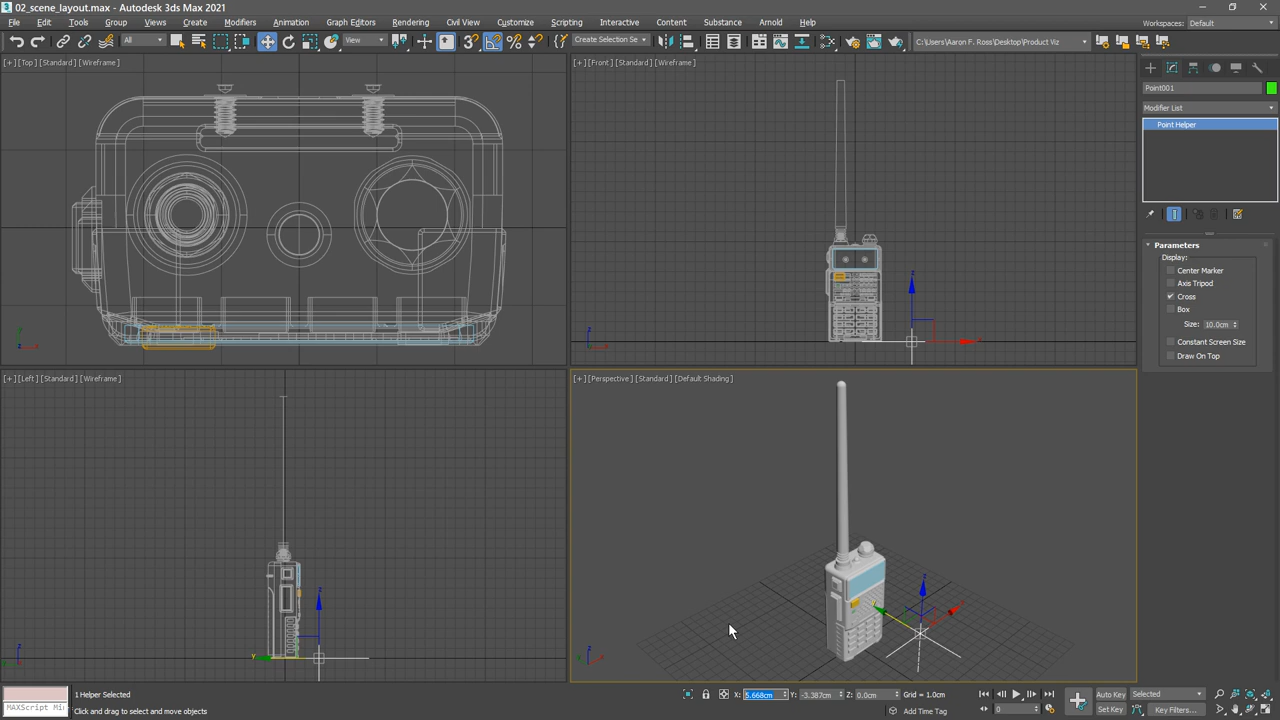 02_scene_layout.max - Autodesk 3ds Max 2021
File Edit Tools Group Views Create Modifiers Animation Graph Editors Rendering Civil View Customize Scripting Interactive Content Substance Arnold Help
Workspaces: Default
All View Create Selection Se C:\Users\Aaron F. Ross\Desktop\Product Viz
[+] [Top] [Standard] [Wireframe]
[+] [Front] [Standard] [Wireframe]
Point001
Modifier List
Point Helper
Parameters
Display:
Center Marker
Axis Tripod
Cross
Box
Size: 10.0cm
Constant Screen Size
Draw On Top
[+] [Left] [Standard] [Wireframe]
[+] [Perspective] [Standard] [Default Shading]
1 Helper Selected
X: 5.668cm Y: -3.387cm Z: 0.0cm Grid = 1.0cm
Auto Key Selected
MAXScript Mi
Click and drag to select and move objects
Add Time Tag
0
Set Key Key Filters...